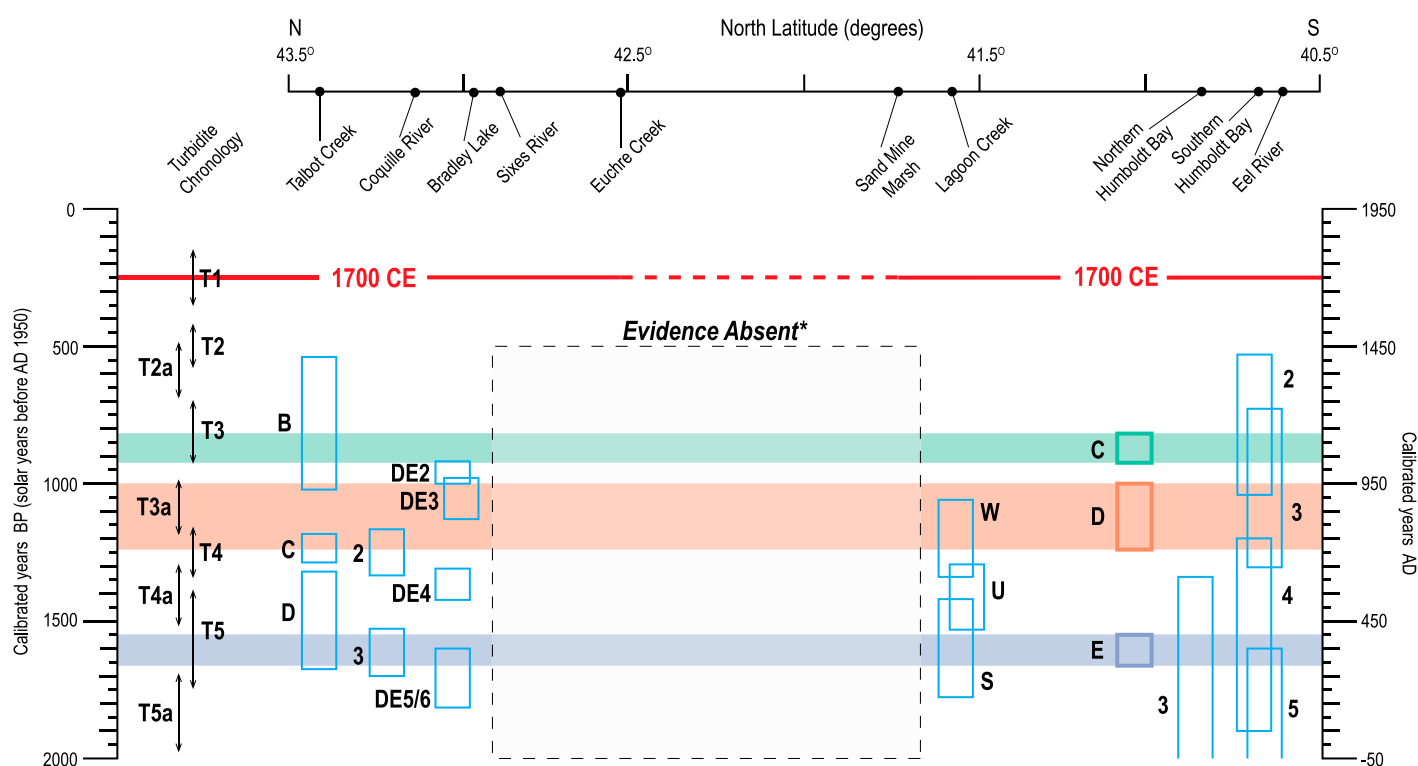 N
North Latitude (degrees)
S
43.5⁰
42.5⁰
41.5⁰
40.5⁰
Turbidite
Chronology
Talbot Creek
Coquille River
Bradley Lake
Sixes River
Euchre Creek
Sand Mine
Marsh
Lagoon Creek
Northern
Humboldt Bay
Southern
Humboldt Bay
Eel River
Calibrated years BP (solar years before AD 1950)
0
500
1000
1500
2000
1950
1450
950
450
-50
Calibrated years AD
T1
1700 CE
1700 CE
T2
T2a
T3
T3a
T4
T4a
T5
T5a
Evidence Absent*
B
C
D
2
3
DE2
DE3
DE4
DE5/6
W
U
S
C
D
E
3
2
3
4
5